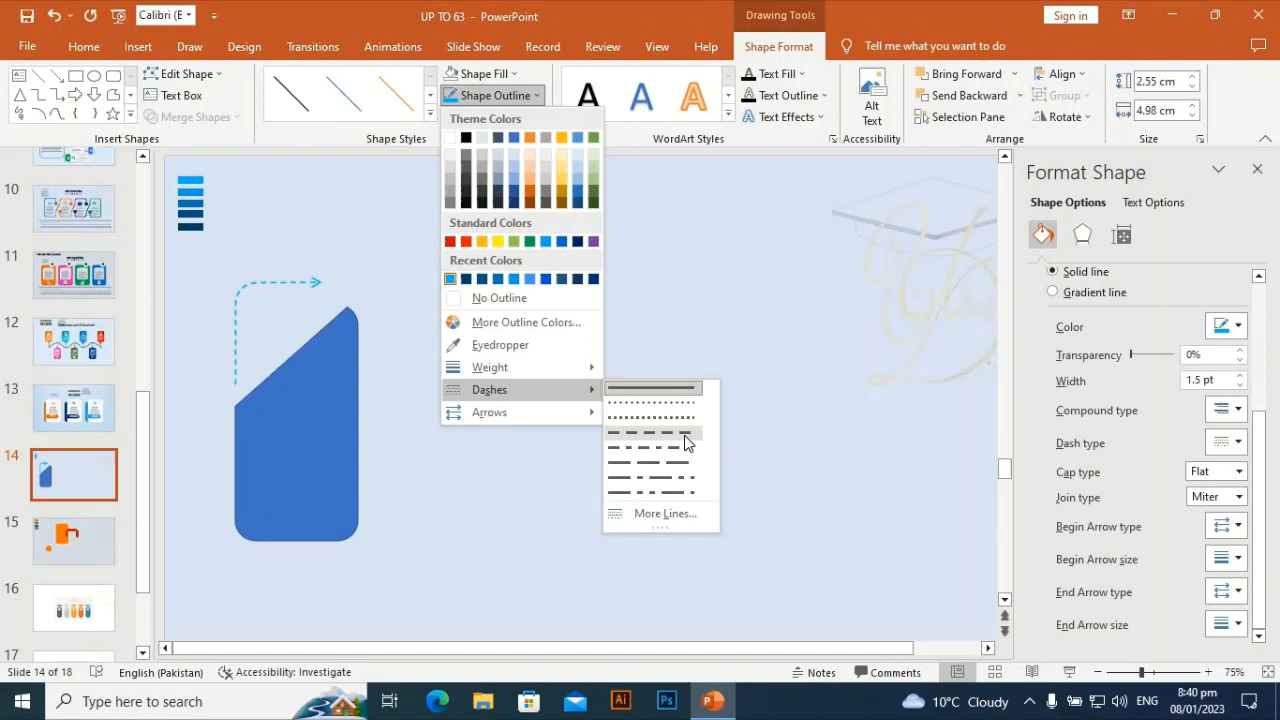 Calibri (E
UP TO 63 - PowerPoint
Drawing Tools
Sign in
File
Home
Insert
Draw
Design
Transitions
Animations
Slide Show
Record
Review
View
Help
Shape Format
Tell me what you want to do
Edit Shape
Text Box
Merge Shapes
Insert Shapes
Shape Styles
Shape Fill
Shape Outline
A A A
Text Fill
Text Outline
Text Effects
WordArt Styles
Alt
Text
Accessibility
Bring Forward
Send Backward
Selection Pane
Align
Group
Rotate
Arrange
2.55 cm
4.98 cm
Size
Theme Colors
Standard Colors
Recent Colors
No Outline
More Outline Colors...
Eyedropper
Weight
Dashes
Arrows
More Lines...
10
11
12
13
14
15
16
17
Format Shape
Shape Options
Text Options
Solid line
Gradient line
Color
Transparency
0%
Width
1.5 pt
Compound type
Dash type
Cap type
Flat
Join type
Miter
Begin Arrow type
Begin Arrow size
End Arrow type
End Arrow size
Slide 14 of 18
English (Pakistan)
Accessibility: Investigate
Notes
Comments
75%
Type here to search
Ai
Ps
10°C Cloudy
ENG
8:40 pm
08/01/2023